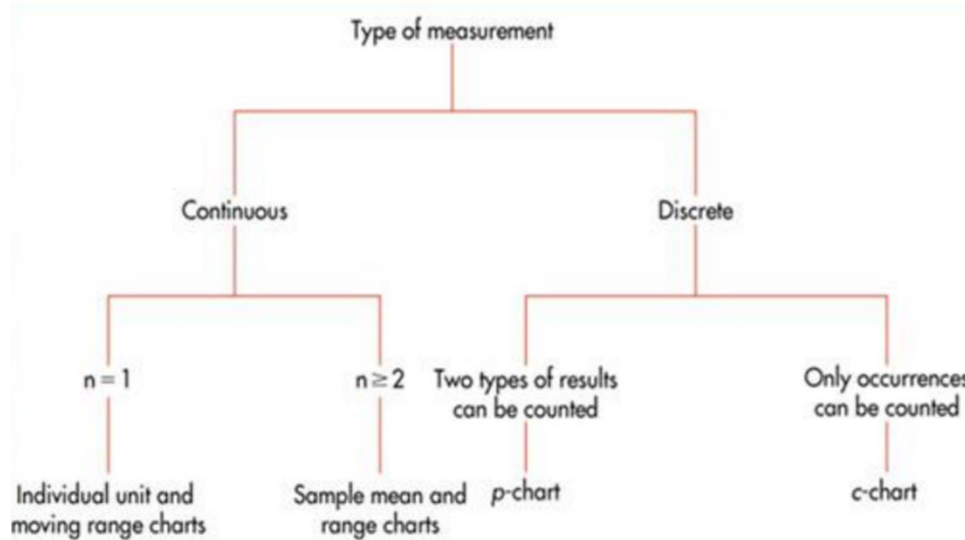 Type of measurement
Continuous
Discrete
n = 1
n ≥ 2
Two types of results
can be counted
Only occurrences
can be counted
Individual unit and
moving range charts
Sample mean and
range charts
p-chart
c-chart